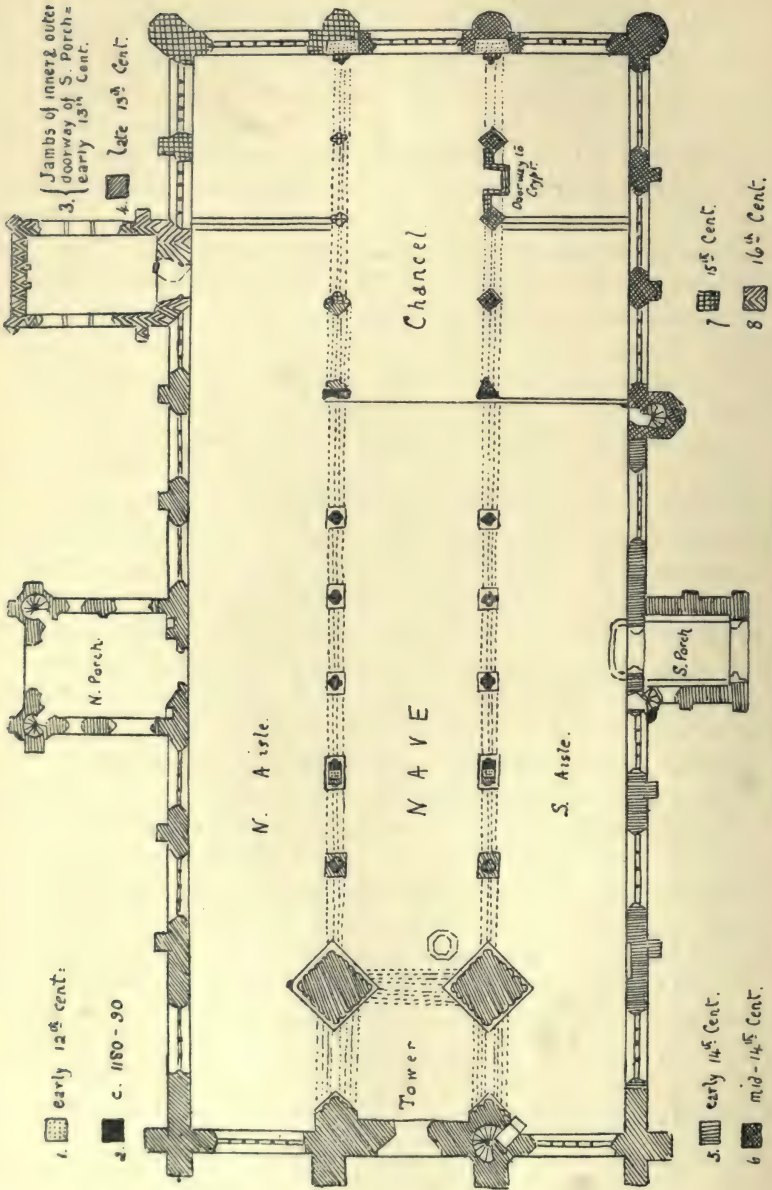 1. early 12th cent:
2. c. 1180-90
3. { Jambs of inner & outer
doorway of S. Porch =
early 13th Cent.
4. late 13th Cent.
5. early 14th Cent.
6 mid-14th Cent.
7 15th Cent.
8 16th Cent.
N. Porch.
N. Aisle.
NAVE
Chancel
Doorway to
Crypt.
Tower
S. Aisle.
S. Porch